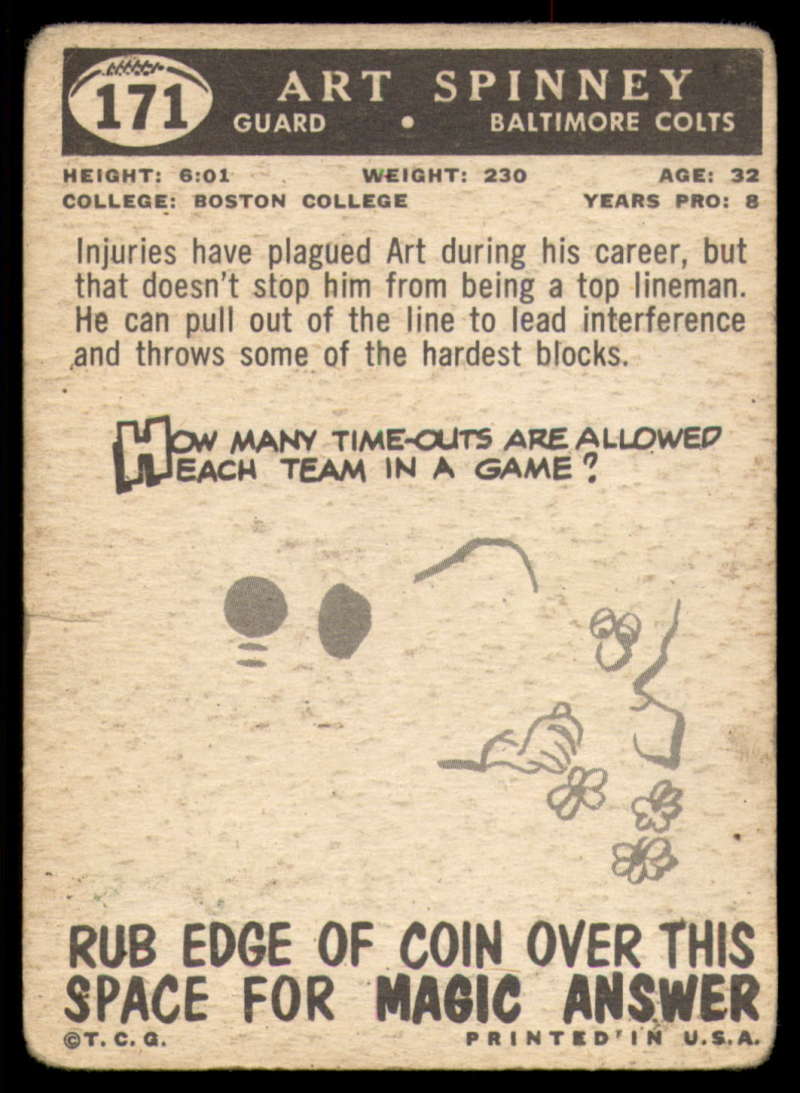 171
ART SPINNEY
GUARD • BALTIMORE COLTS
HEIGHT: 6:01 WEIGHT: 230 AGE: 32
COLLEGE: BOSTON COLLEGE YEARS PRO: 8
Injuries have plagued Art during his career, but
that doesn't stop him from being a top lineman.
He can pull out of the line to lead interference
and throws some of the hardest blocks.
HOW MANY TIME-OUTS ARE ALLOWED
EACH TEAM IN A GAME?
RUB EDGE OF COIN OVER THIS
SPACE FOR MAGIC ANSWER
©T. C. G. PRINTED IN U.S.A.